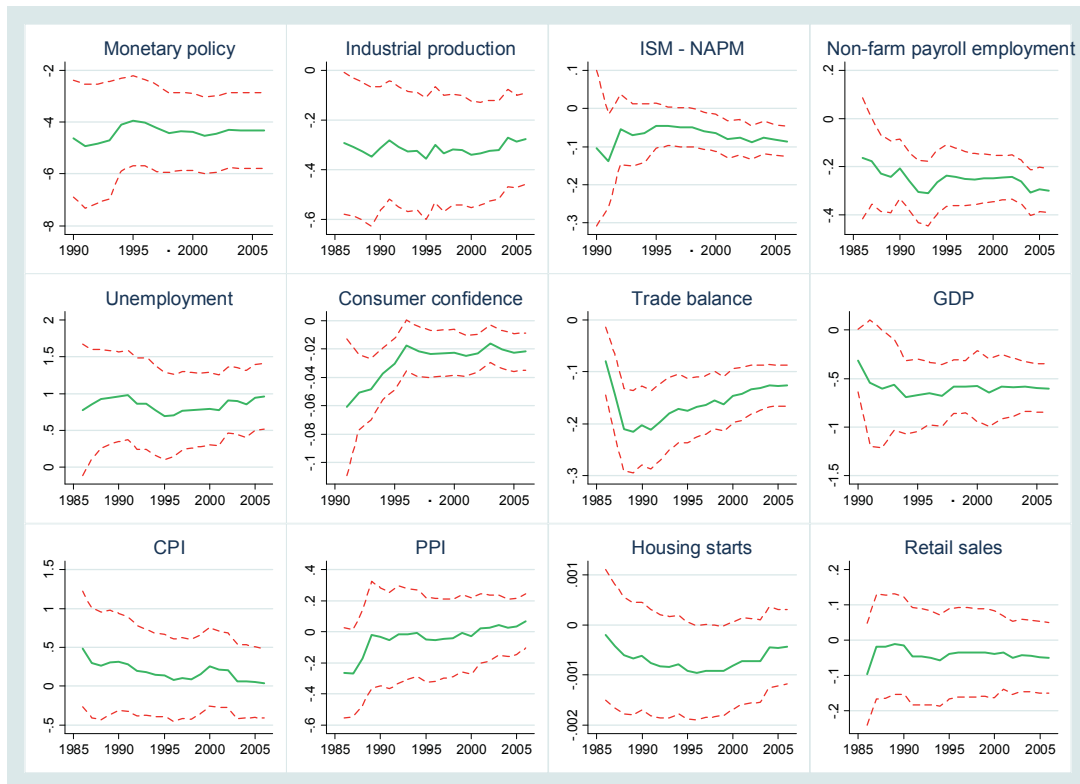 Monetary policy
-2
-4
-6
-8
1990 1995 . 2000 2005
Industrial production
0
-.2
-.4
-.6
1985 1990 1995 2000 2005
ISM - NAPM
.1
0
-.1
-.2
-.3
1990 1995 . 2000 2005
Non-farm payroll employment
.2
0
-.2
-.4
1985 1990 1995 2000 2005
Unemployment
2
1.5
1
.5
0
1985 1990 1995 2000 2005
Consumer confidence
0
-.02
-.04
-.06
-.08
-.1
1990 1995 . 2000 2005
Trade balance
0
-.1
-.2
-.3
1985 1990 1995 2000 2005
GDP
0
-.5
-1
-1.5
1990 1995 . 2000 2005
CPI
1.5
1
.5
0
-.5
1985 1990 1995 2000 2005
PPI
.4
.2
0
-.2
-.4
-.6
1985 1990 1995 2000 2005
Housing starts
.001
0
-.001
-.002
1985 1990 1995 2000 2005
Retail sales
.2
.1
0
-.1
-.2
1985 1990 1995 2000 2005